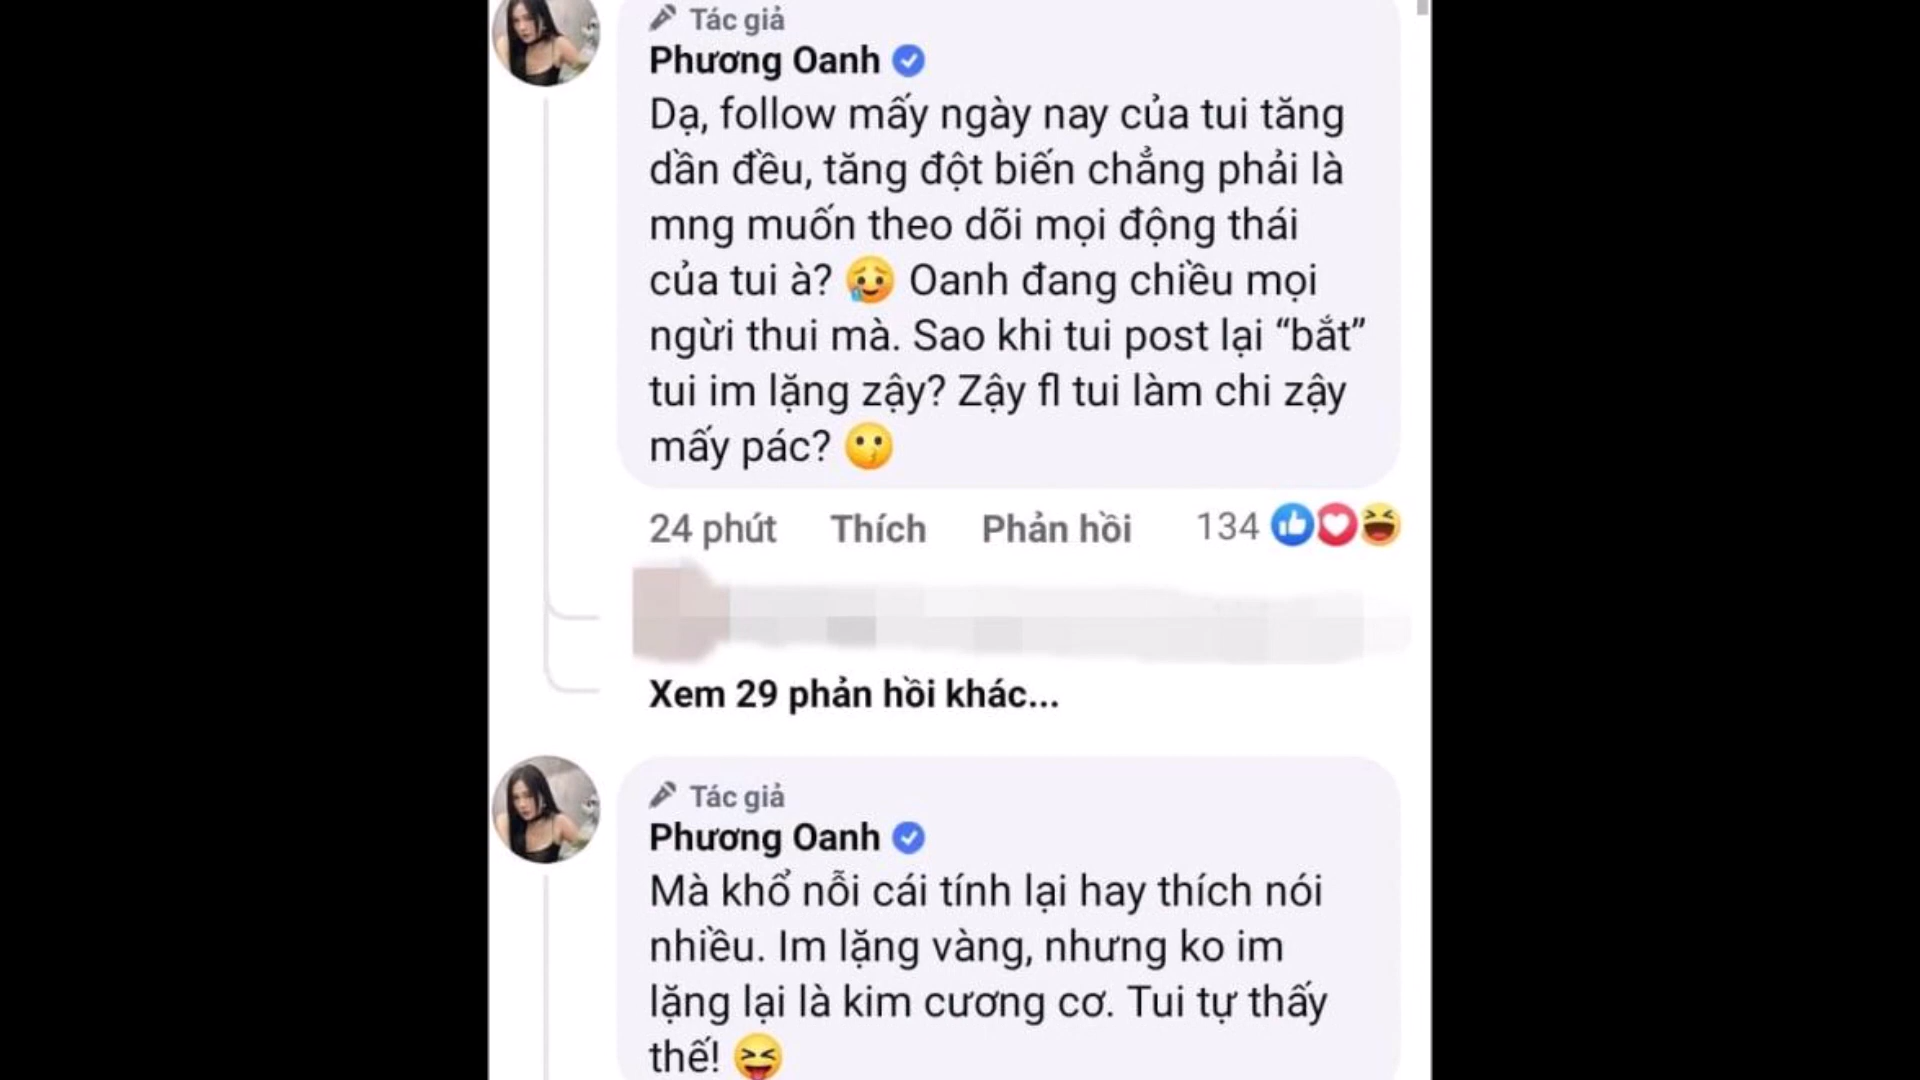 Tác giả
Phương Oanh
Dạ, follow mấy ngày nay của tui tăng
dần đều, tăng đột biến chẳng phải là
mng muốn theo dõi mọi động thái
của tui à? 😥 Oanh đang chiều mọi
ngừi thui mà. Sao khi tui post lại “bắt”
tui im lặng zậy? Zậy fl tui làm chi zậy
mấy pác? 😗
24 phút Thích Phản hồi 134
Xem 29 phản hồi khác...
Tác giả
Phương Oanh
Mà khổ nỗi cái tính lại hay thích nói
nhiều. Im lặng vàng, nhưng ko im
lặng lại là kim cương cơ. Tui tự thấy
thế! 😝